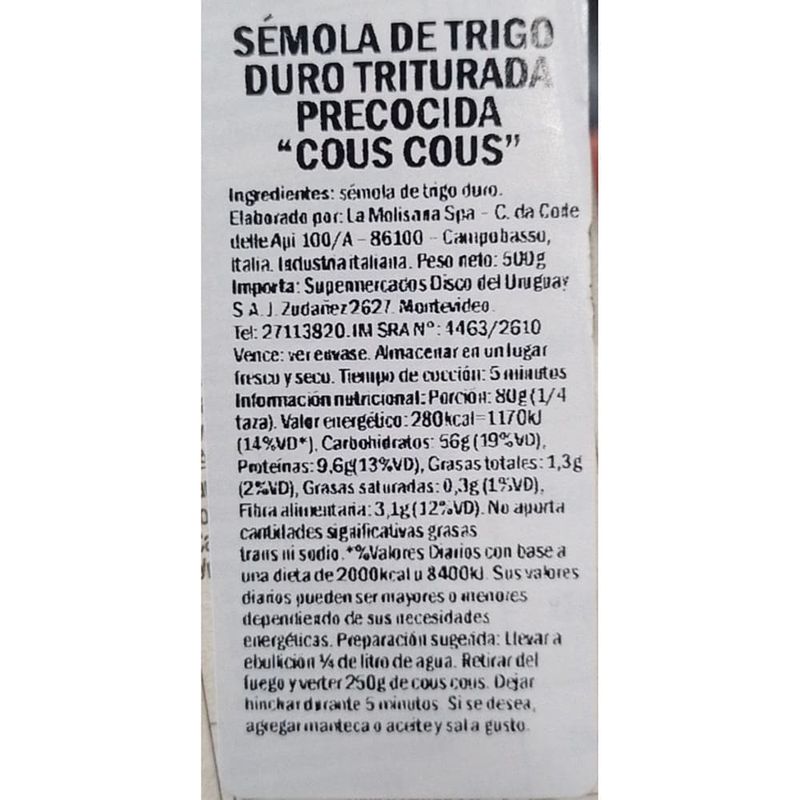 SÉMOLA DE TRIGO
DURO TRITURADA
PRECOCIDA
“COUS COUS”
Ingredientes: sémola de trigo duro.
Elaborado por: La Molisana Spa - C. da Colle
delle Api 100/A - 86100 - Campobasso,
Italia. Industria italiana. Peso neto: 500g
Importa: Supermercados Disco del Uruguay
S.A. J. Zudañez 2627. Montevideo.
Tel: 27113820. IM SRA N°: 4463/2610
Vence: ver envase. Almacenar en un lugar
fresco y seco. Tiempo de cocción: 5 minutos
Información nutricional: Porción: 80g (1/4
taza). Valor energético: 280kcal=1170kJ
(14%VD*), Carbohidratos: 56g (19%VD),
Proteínas: 9,6g(13%VD), Grasas totales: 1,3g
(2%VD), Grasas saturadas: 0,3g (1%VD),
Fibra alimentaria: 3,1g (12%VD). No aporta
cantidades significativas grasas
trans ni sodio. *%Valores Diarios con base a
una dieta de 2000kcal u 8400kJ. Sus valores
diarios pueden ser mayores o menores
dependiendo de sus necesidades
energéticas. Preparación sugerida: Llevar a
ebullición ¼ de litro de agua. Retirar del
fuego y verter 250g de cous cous. Dejar
hinchar durante 5 minutos. Si se desea,
agregar manteca o aceite y sal a gusto.